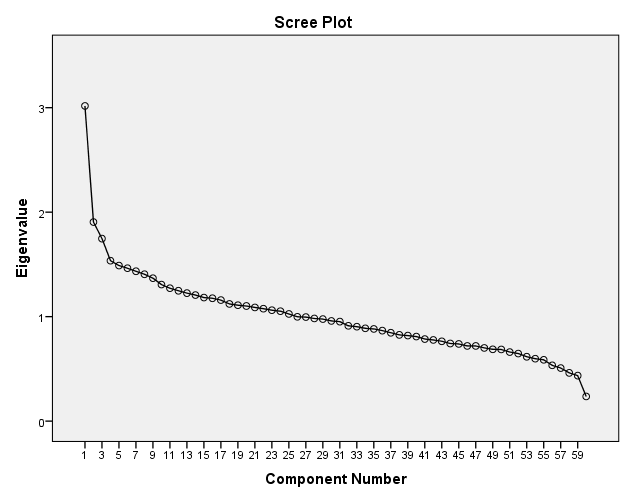 Scree Plot
Eigenvalue
3
2
1
0
1 3 5 7 9 11 13 15 17 19 21 23 25 27 29 31 33 35 37 39 41 43 45 47 49 51 53 55 57 59
Component Number